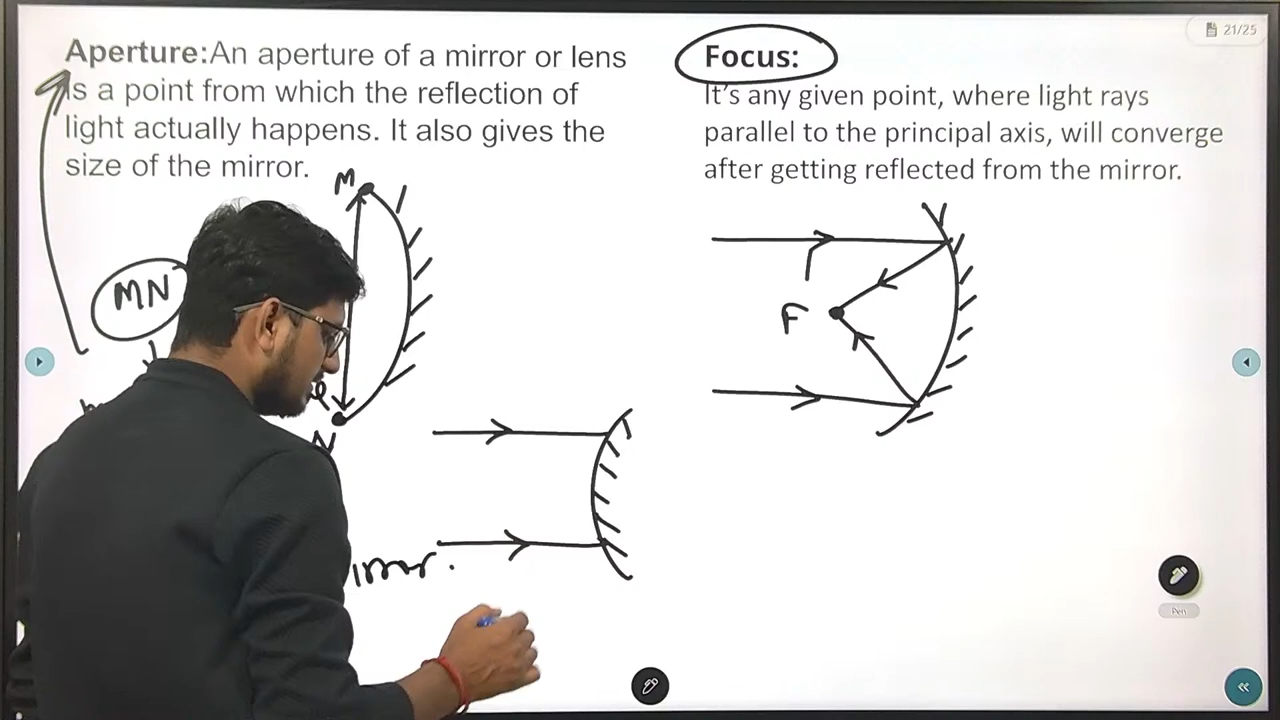 21/25
Aperture:An aperture of a mirror or lens
is a point from which the reflection of
light actually happens. It also gives the
size of the mirror.
Focus:
It's any given point, where light rays
parallel to the principal axis, will converge
after getting reflected from the mirror.
M
MN
N
F
Pen